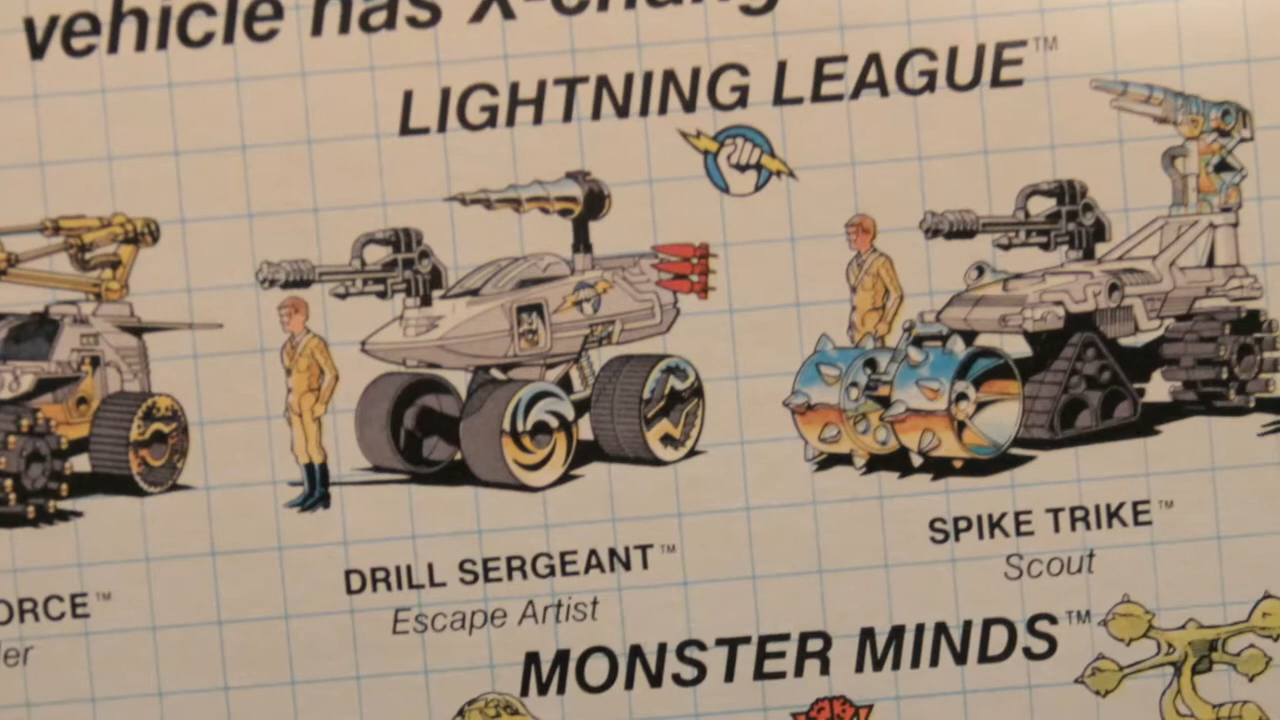 vehicle has
LIGHTNING LEAGUE™
DRILL SERGEANT™
Escape Artist
SPIKE TRIKE™
Scout
MONSTER MINDS™